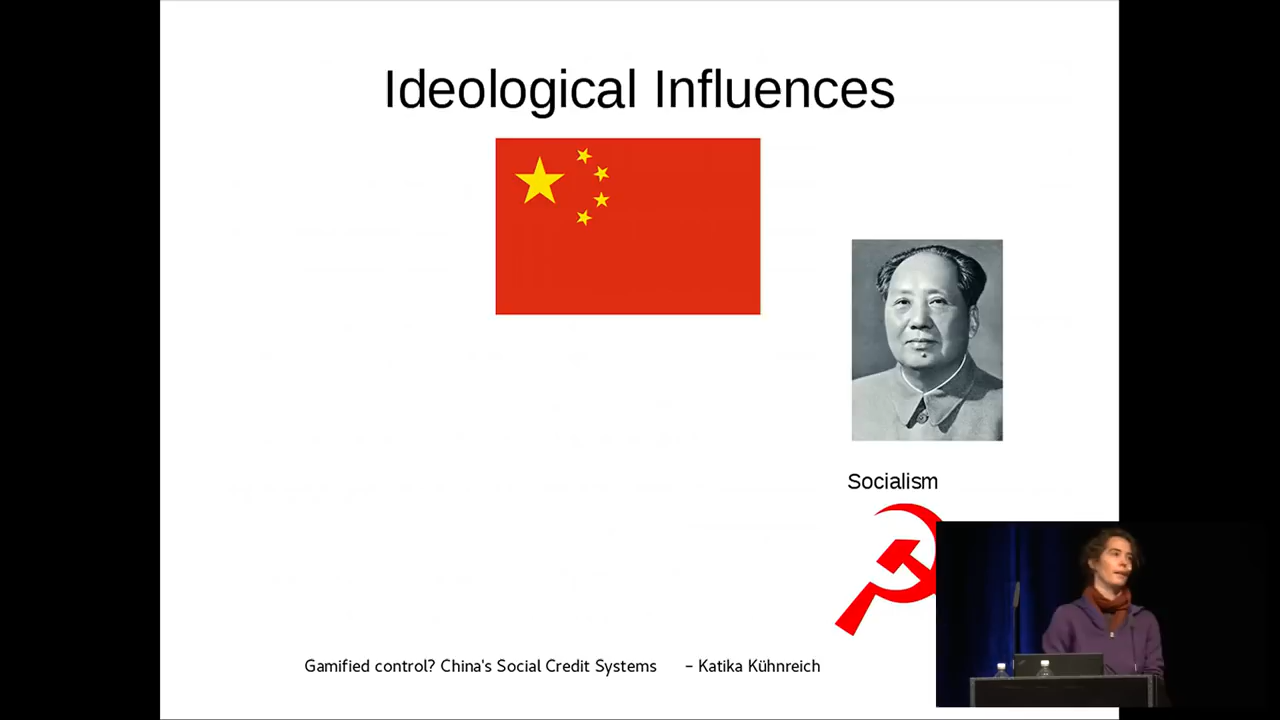 Ideological Influences
Socialism
Gamified control? China's Social Credit Systems – Katika Kühnreich